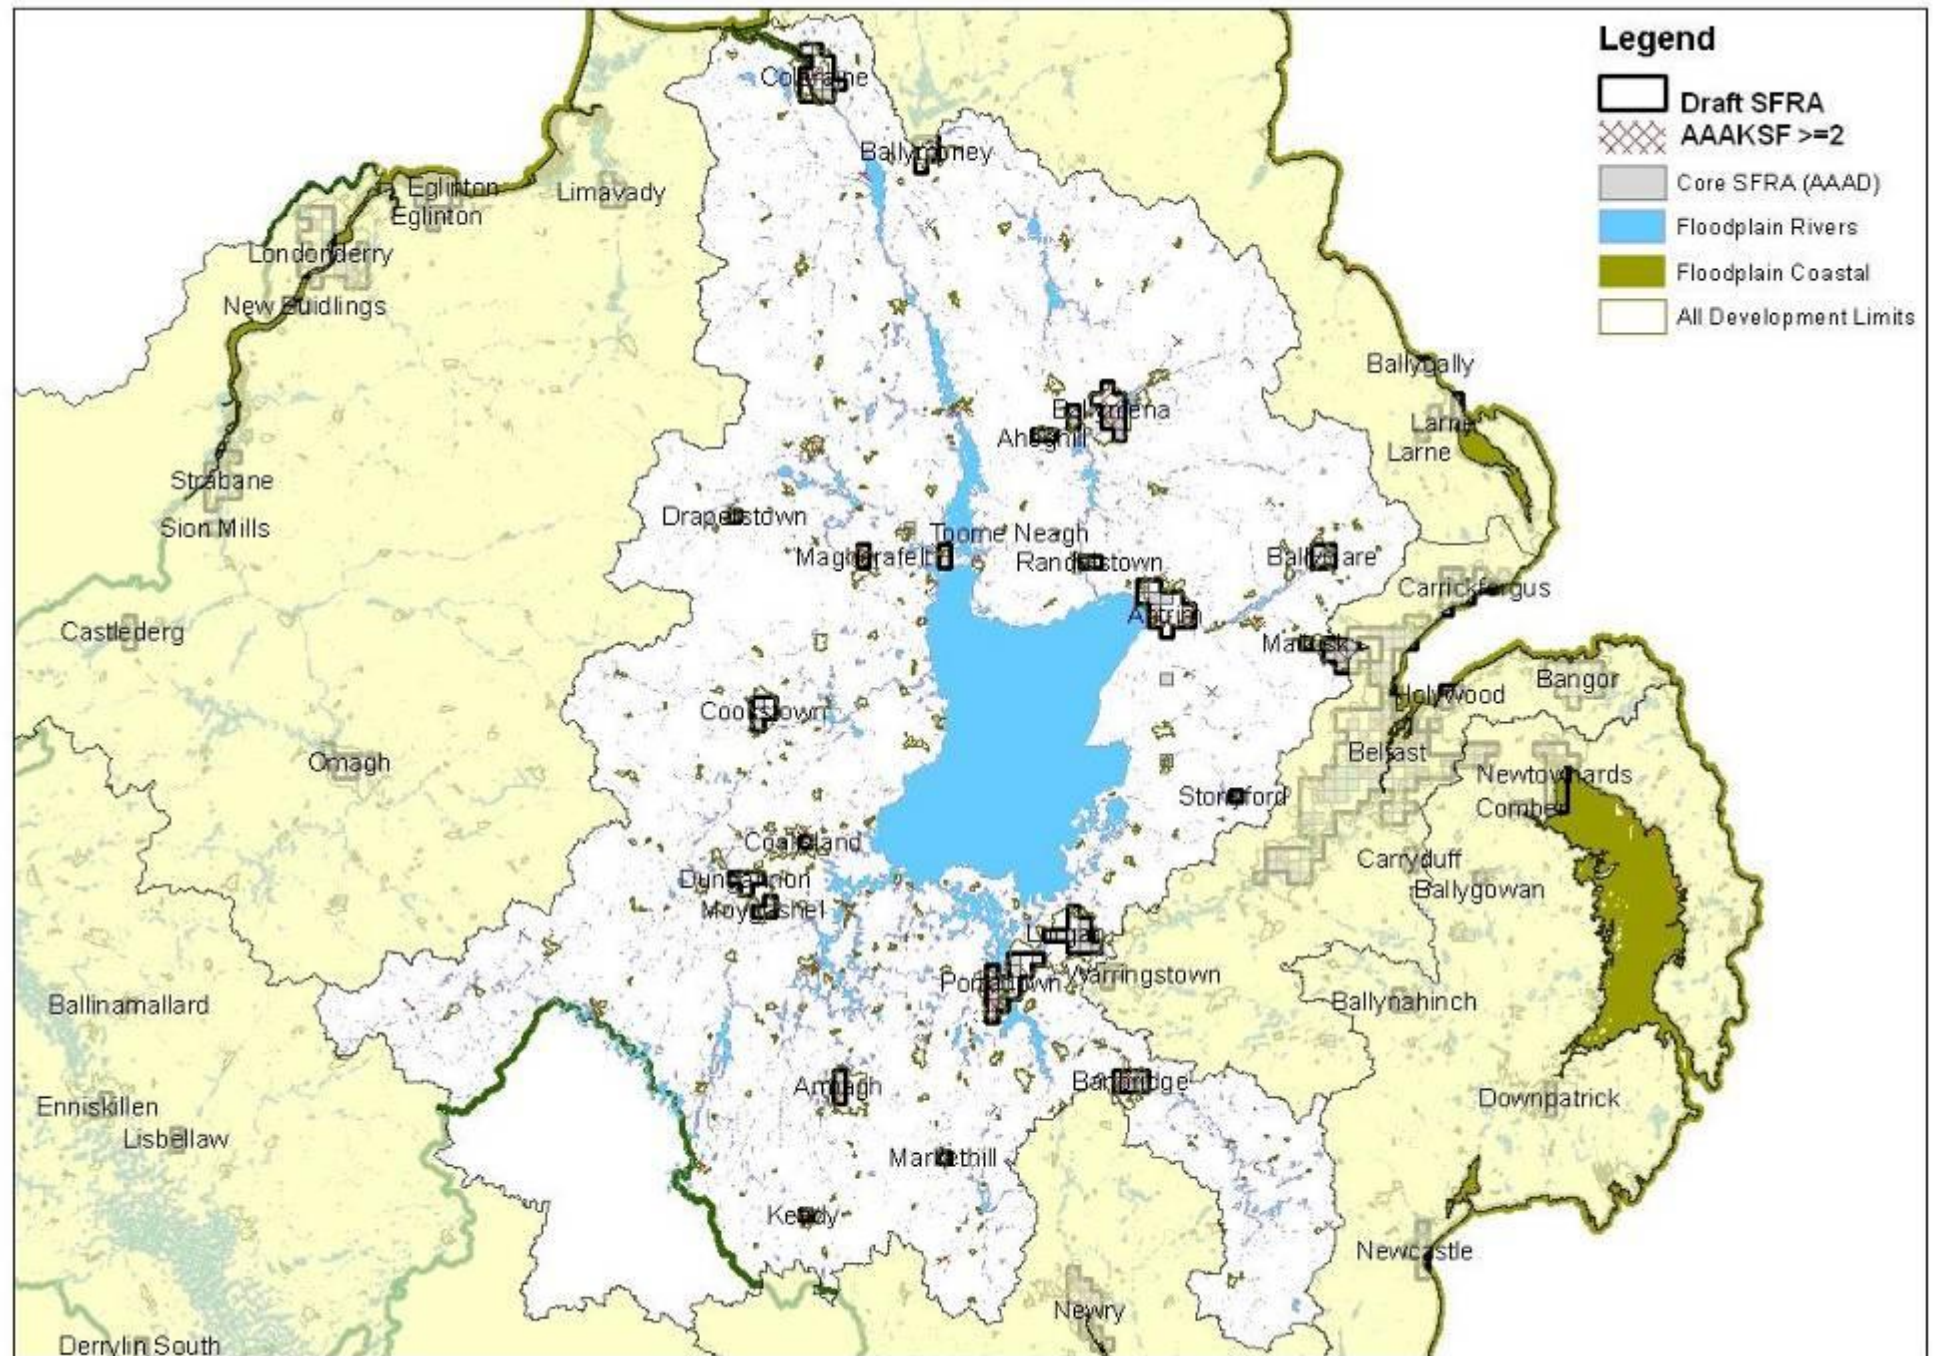 Legend
Draft SFRA
AAAKSF >=2
Core SFRA (AAAD)
Floodplain Rivers
Floodplain Coastal
All Development Limits
Coleraine
Ballymoney
Eglinton
Limavady
Eglinton
Londonderry
New Buidlings
Ballygally
Ballymena
Larne
Ahoghill
Larne
Strabane
Draperstown
Sion Mills
Toome Neagh
Magherafelt
Randalstown
Ballyclare
Carrickfergus
Antrim
Castlederg
Mallusk
Bangor
Holywood
Cookstown
Belfast
Omagh
Newtownards
Stoneyford
Comber
Coalisland
Carryduff
Dungannon
Ballygowan
Moygashel
Lurgan
Warringstown
Portadown
Ballynahinch
Ballinamallard
Armagh
Banbridge
Downpatrick
Enniskillen
Lisbellaw
Markethill
Keady
Newcastle
Newry
Derrylin South